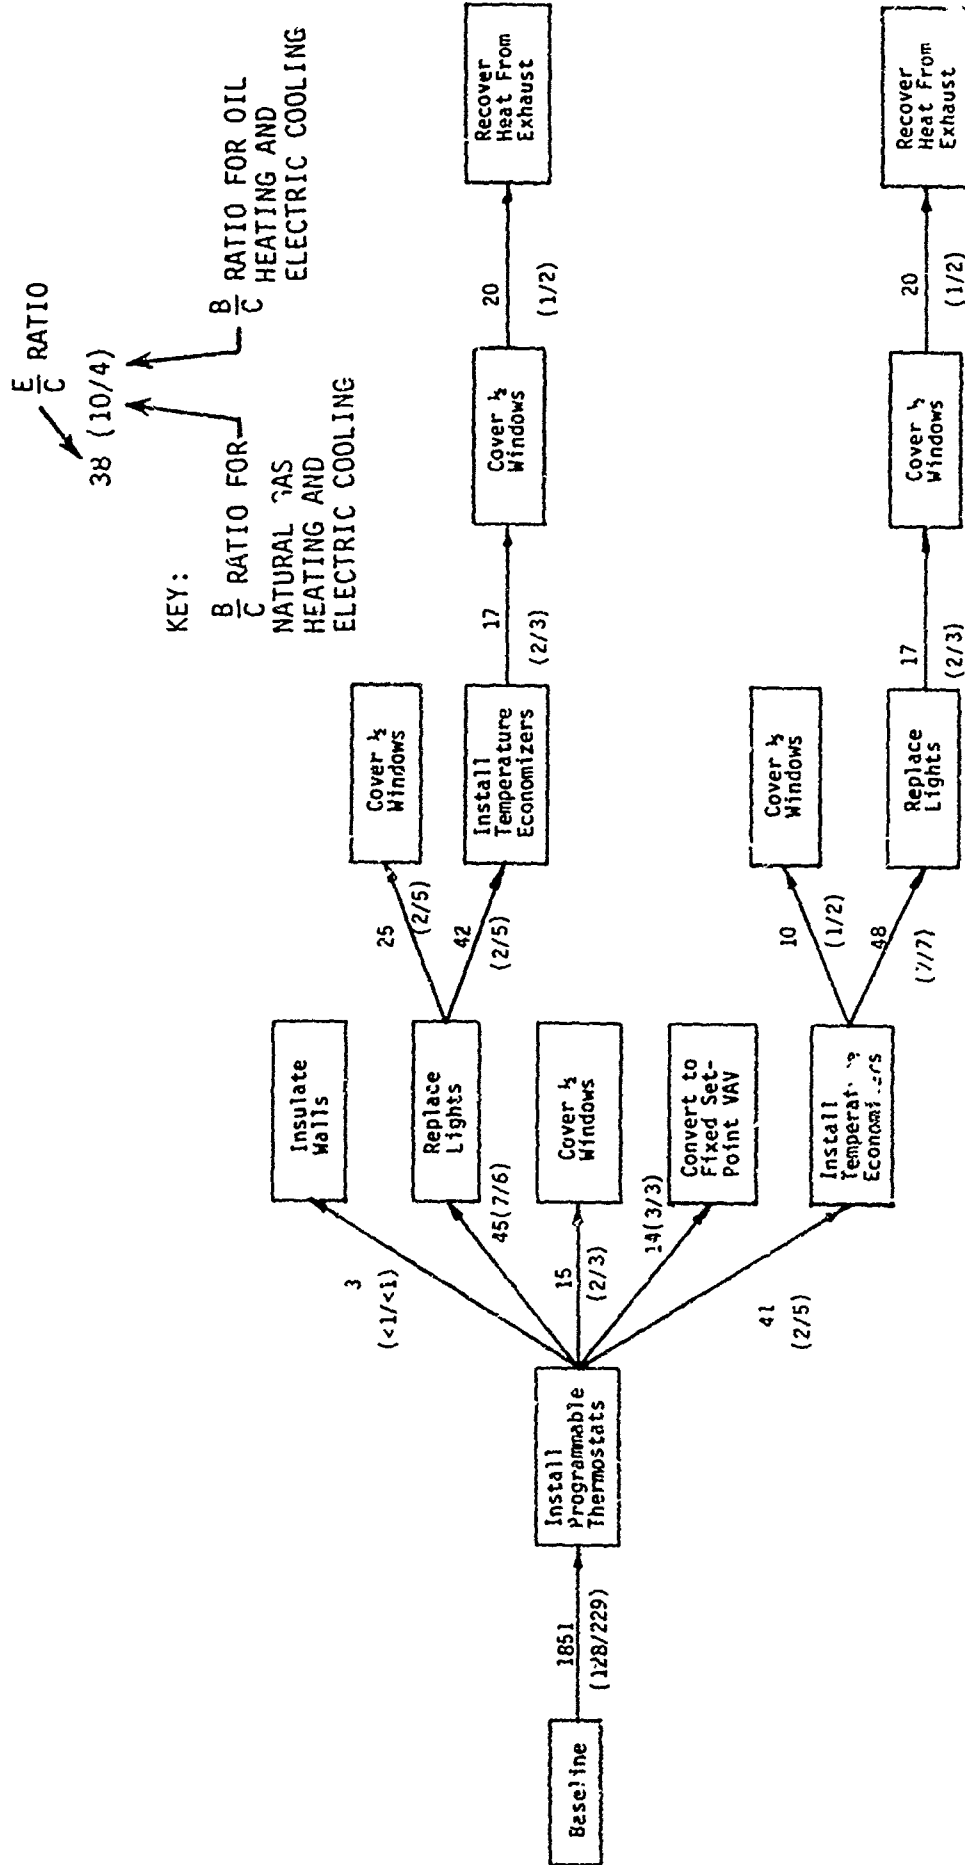 KEY:
E
C
RATIO
38 (10/4)
B
C
RATIO FOR
NATURAL GAS
HEATING AND
ELECTRIC COOLING
B
C
RATIO FOR OIL
HEATING AND
ELECTRIC COOLING
Baseline
1851
(128/229)
Install
Programmable
Thermostats
3
(<1/<1)
Insulate
Walls
45(7/6)
Replace
Lights
15
(2/3)
Cover ½
Windows
14(3/3)
Convert to
Fixed Set-
Point VAV
41
(2/5)
Install
Economizers
25
(2/5)
Cover ½
Windows
42
(2/5)
Install
Temperature
Economizers
17
(2/3)
Cover ½
Windows
20
(1/2)
Recover
Heat From
Exhaust
10
(1/2)
Cover ½
Windows
48
Replace
Lights
17
(2/3)
Cover ½
Windows
20
(1/2)
Recover
Heat From
Exhaust